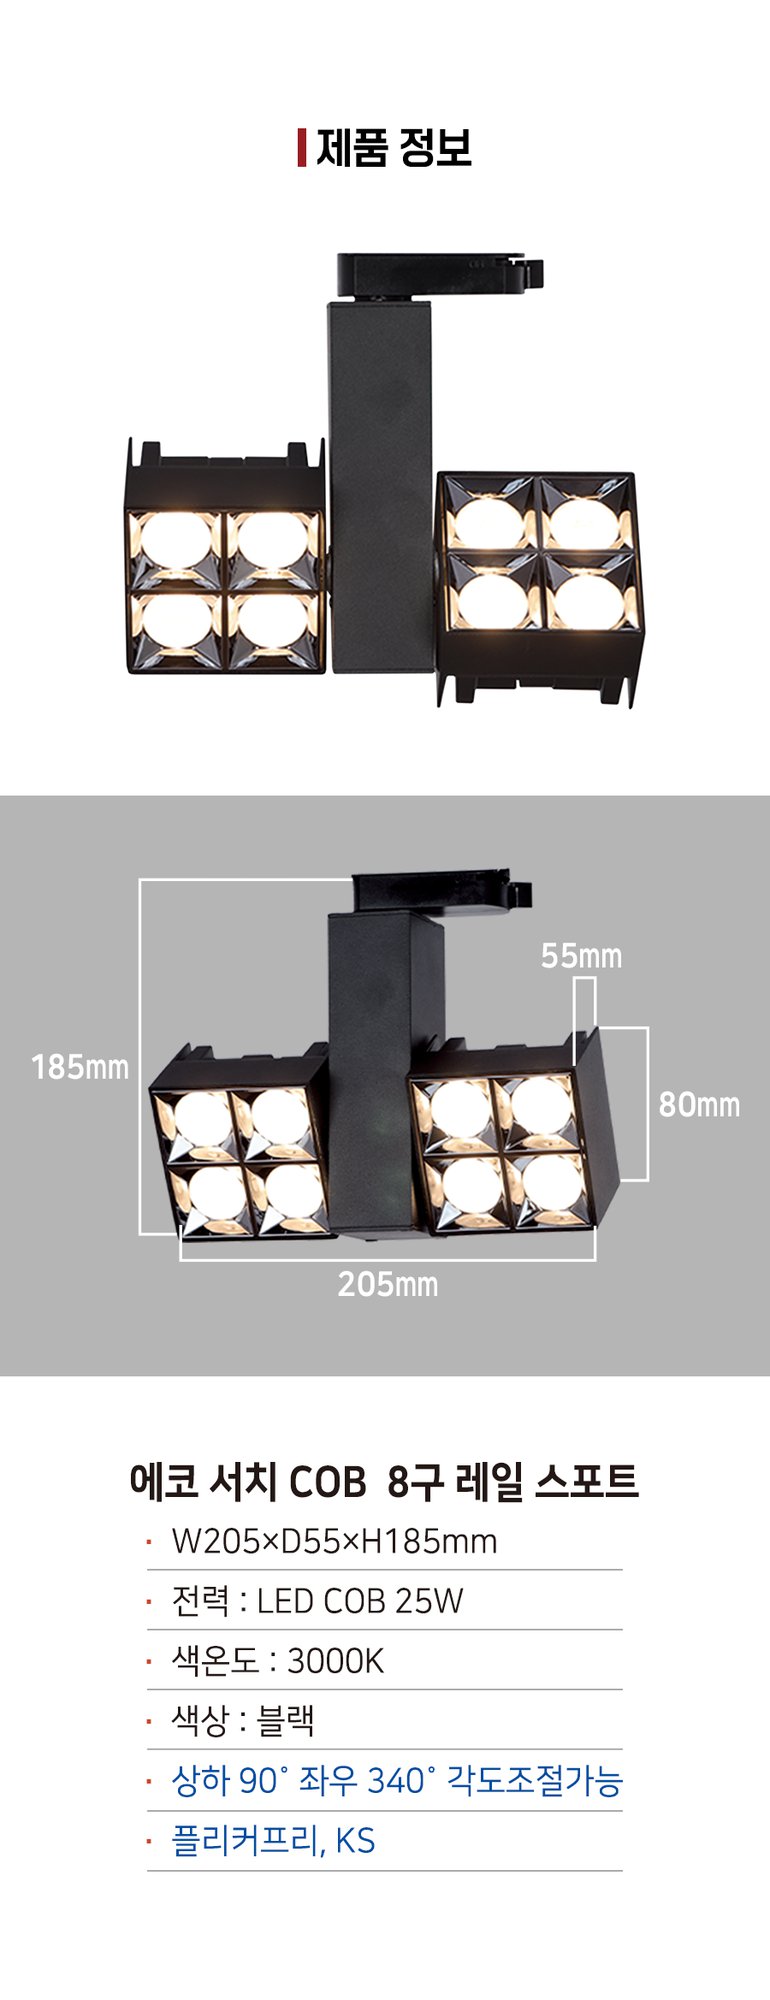 제품 정보
55mm
185mm
80mm
205mm
에코 서치 COB 8구 레일 스포트
· W205×D55×H185mm
· 전력 : LED COB 25W
· 색온도 : 3000K
· 색상 : 블랙
· 상하 90˚ 좌우 340˚ 각도조절가능
· 플리커프리, KS